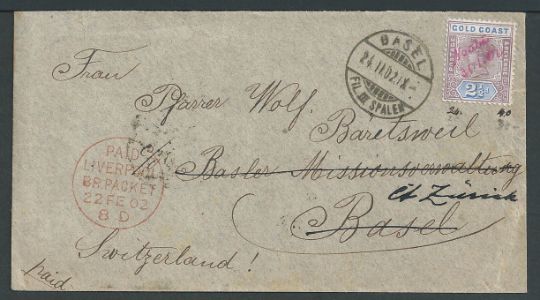 GOLD COAST
POSTAGE
2½d
BASEL
24.II.02.IX-
FIL. ST. SPALEN
Frau
Pfarrer Wolf.
Baretsweil
Basler Missionsverwaltung
Ct Zürich
Basel
PAID
LIVERPOOL
BR. PACKET
22 FE 02
8 D
Switzerland!
paid